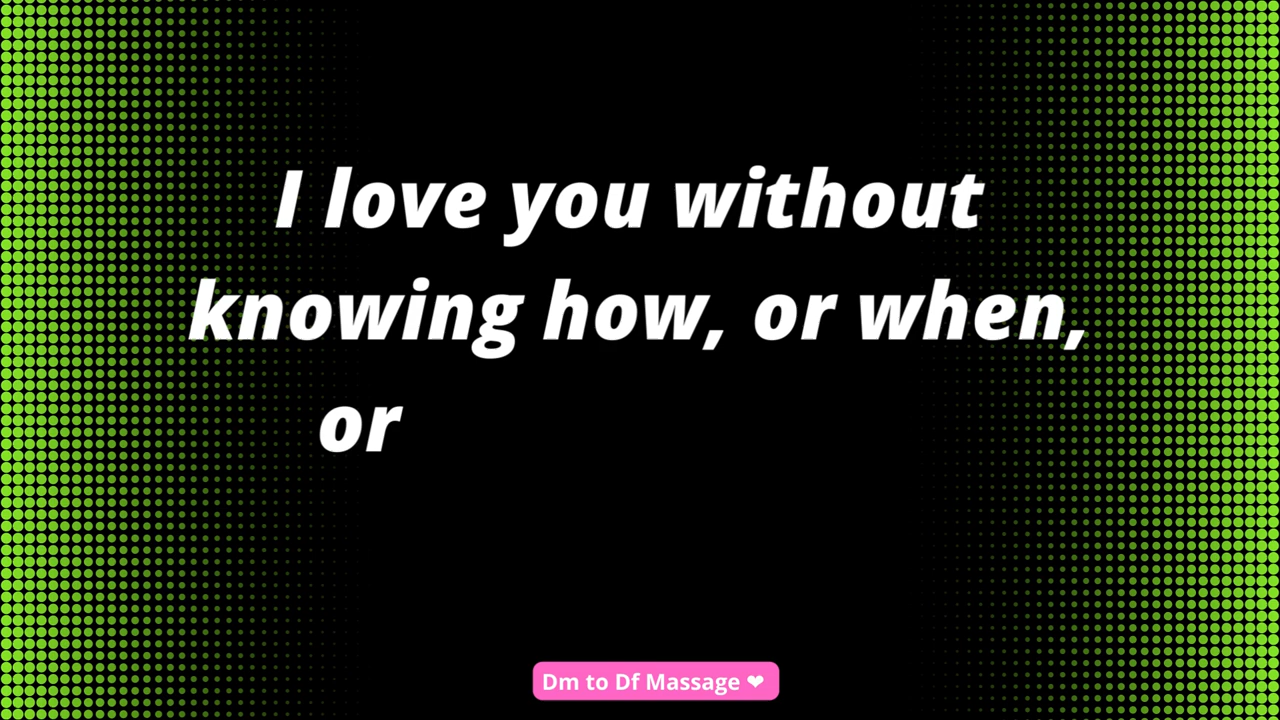 I love you without
knowing how, or when,
or
Dm to Df Massage ❤